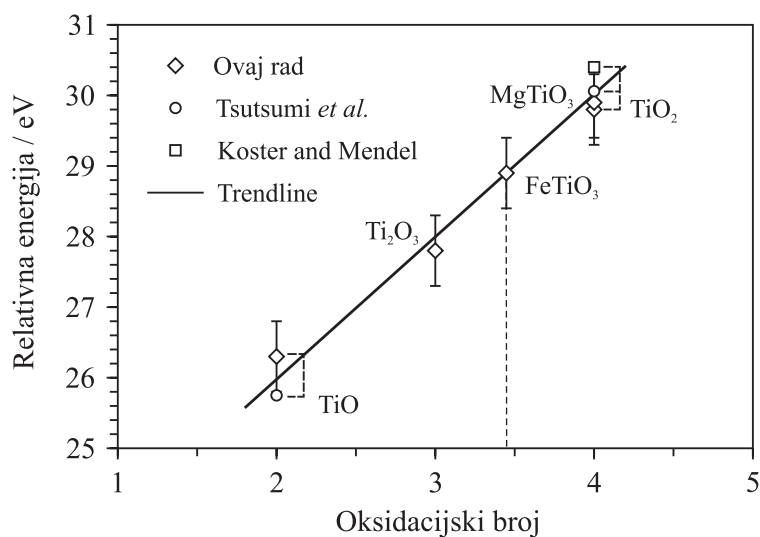 31
30
29
28
27
26
25
Relativna energija / eV
Ovaj rad
Tsutsumi et al.
Koster and Mendel
Trendline
MgTiO₃
TiO₂
FeTiO₃
Ti₂O₃
TiO
1 2 3 4 5
Oksidacijski broj